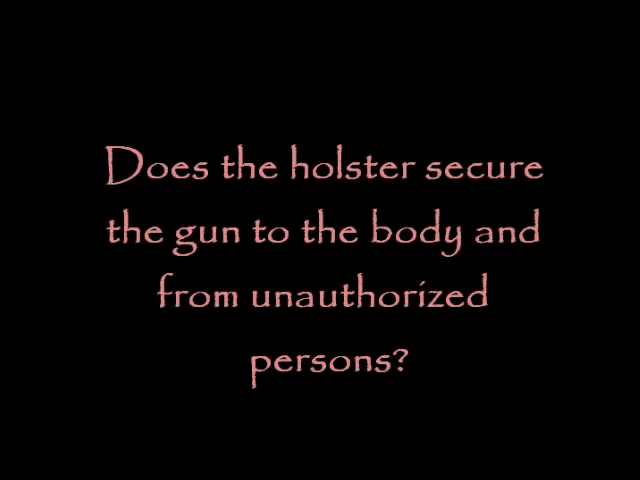 Does the holster secure
the gun to the body and
from unauthorized
persons?